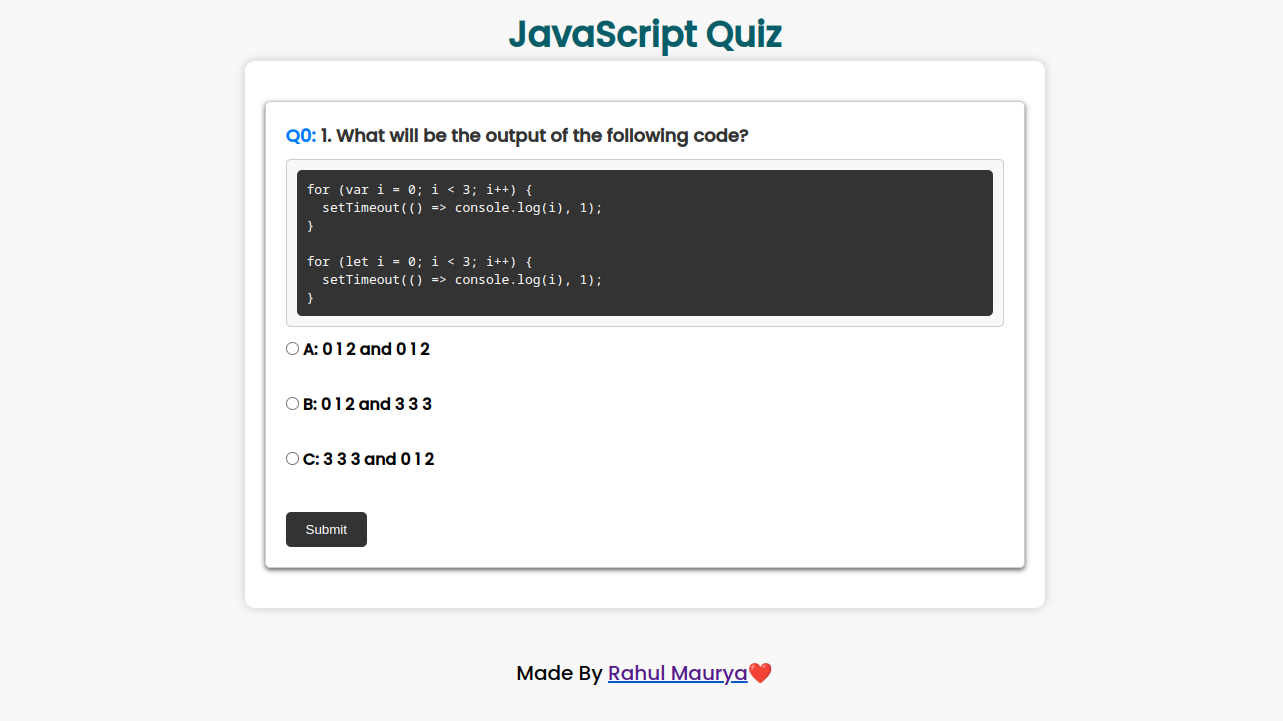 JavaScript Quiz
Q0: 1. What will be the output of the following code?
for (var i = 0; i < 3; i++) {
  setTimeout(() => console.log(i), 1);
}
for (let i = 0; i < 3; i++) {
  setTimeout(() => console.log(i), 1);
}
A: 0 1 2 and 0 1 2
B: 0 1 2 and 3 3 3
C: 3 3 3 and 0 1 2
Submit
Made By Rahul Maurya❤️